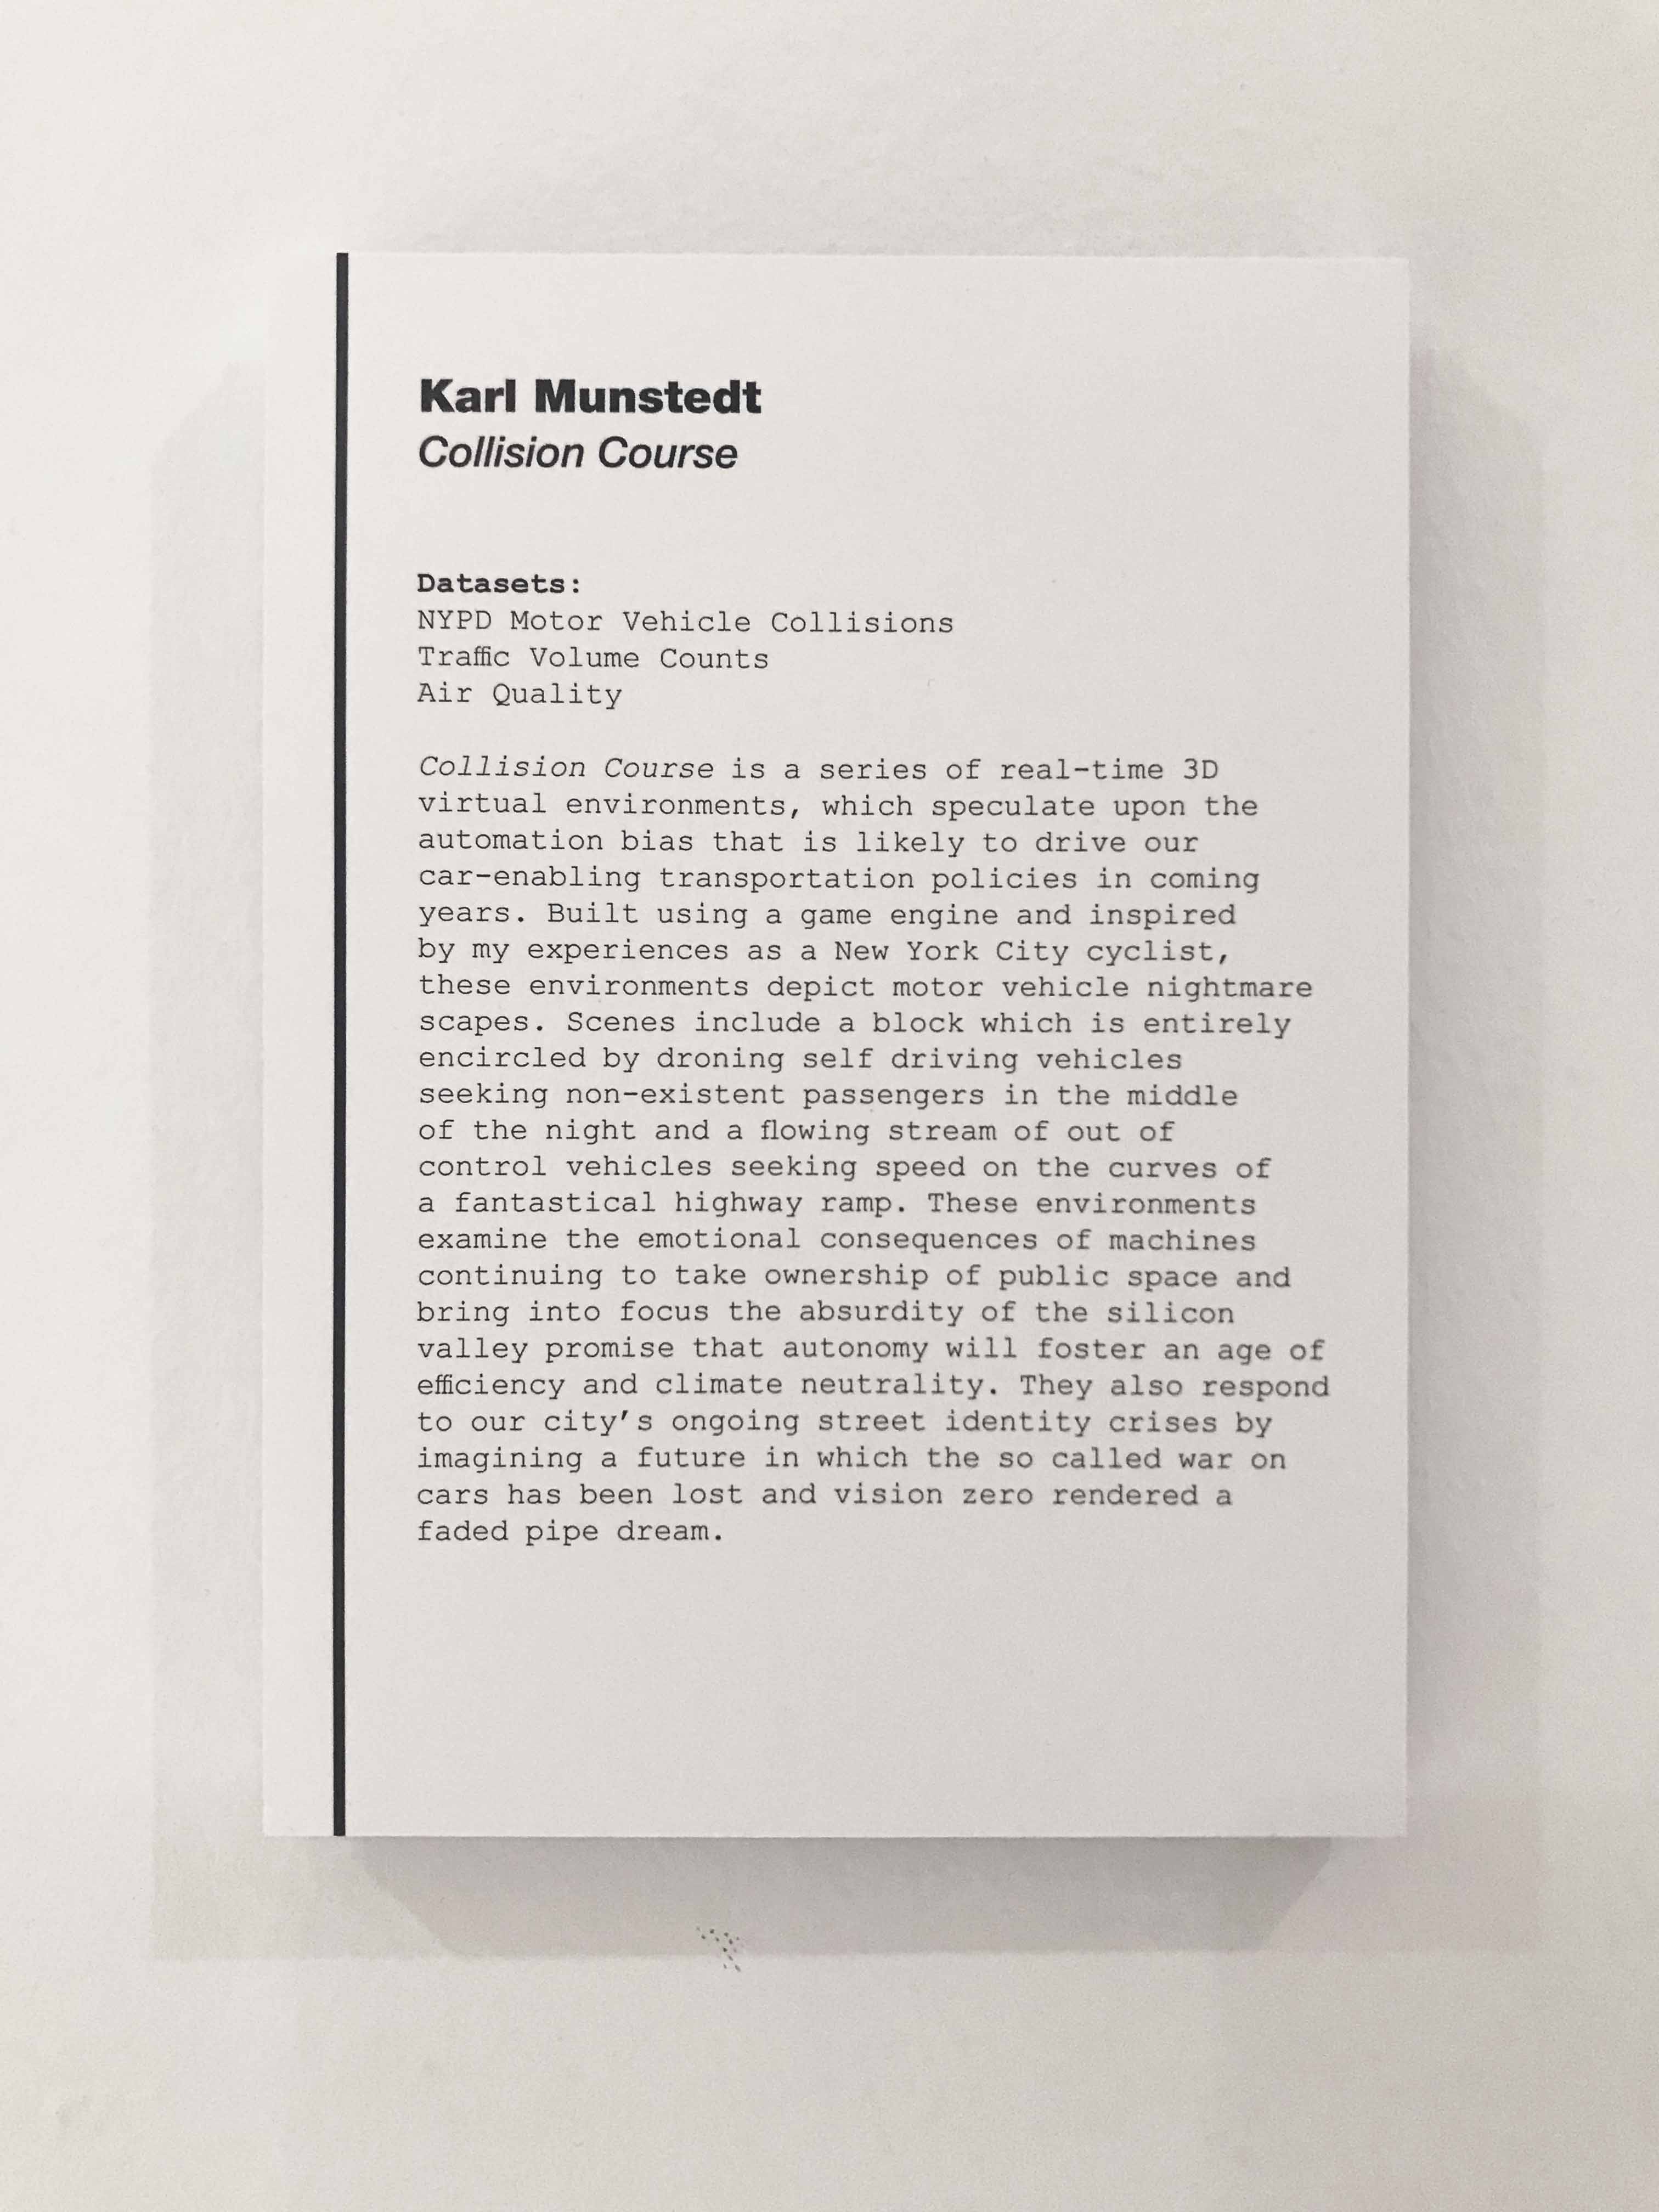 Karl Munstedt
Collision Course
Datasets:
NYPD Motor Vehicle Collisions
Traffic Volume Counts
Air Quality
Collision Course is a series of real-time 3D
virtual environments, which speculate upon the
automation bias that is likely to drive our
car-enabling transportation policies in coming
years. Built using a game engine and inspired
by my experiences as a New York City cyclist,
these environments depict motor vehicle nightmare
scapes. Scenes include a block which is entirely
encircled by droning self driving vehicles
seeking non-existent passengers in the middle
of the night and a flowing stream of out of
control vehicles seeking speed on the curves of
a fantastical highway ramp. These environments
examine the emotional consequences of machines
continuing to take ownership of public space and
bring into focus the absurdity of the silicon
valley promise that autonomy will foster an age of
efficiency and climate neutrality. They also respond
to our city's ongoing street identity crises by
imagining a future in which the so called war on
cars has been lost and vision zero rendered a
faded pipe dream.